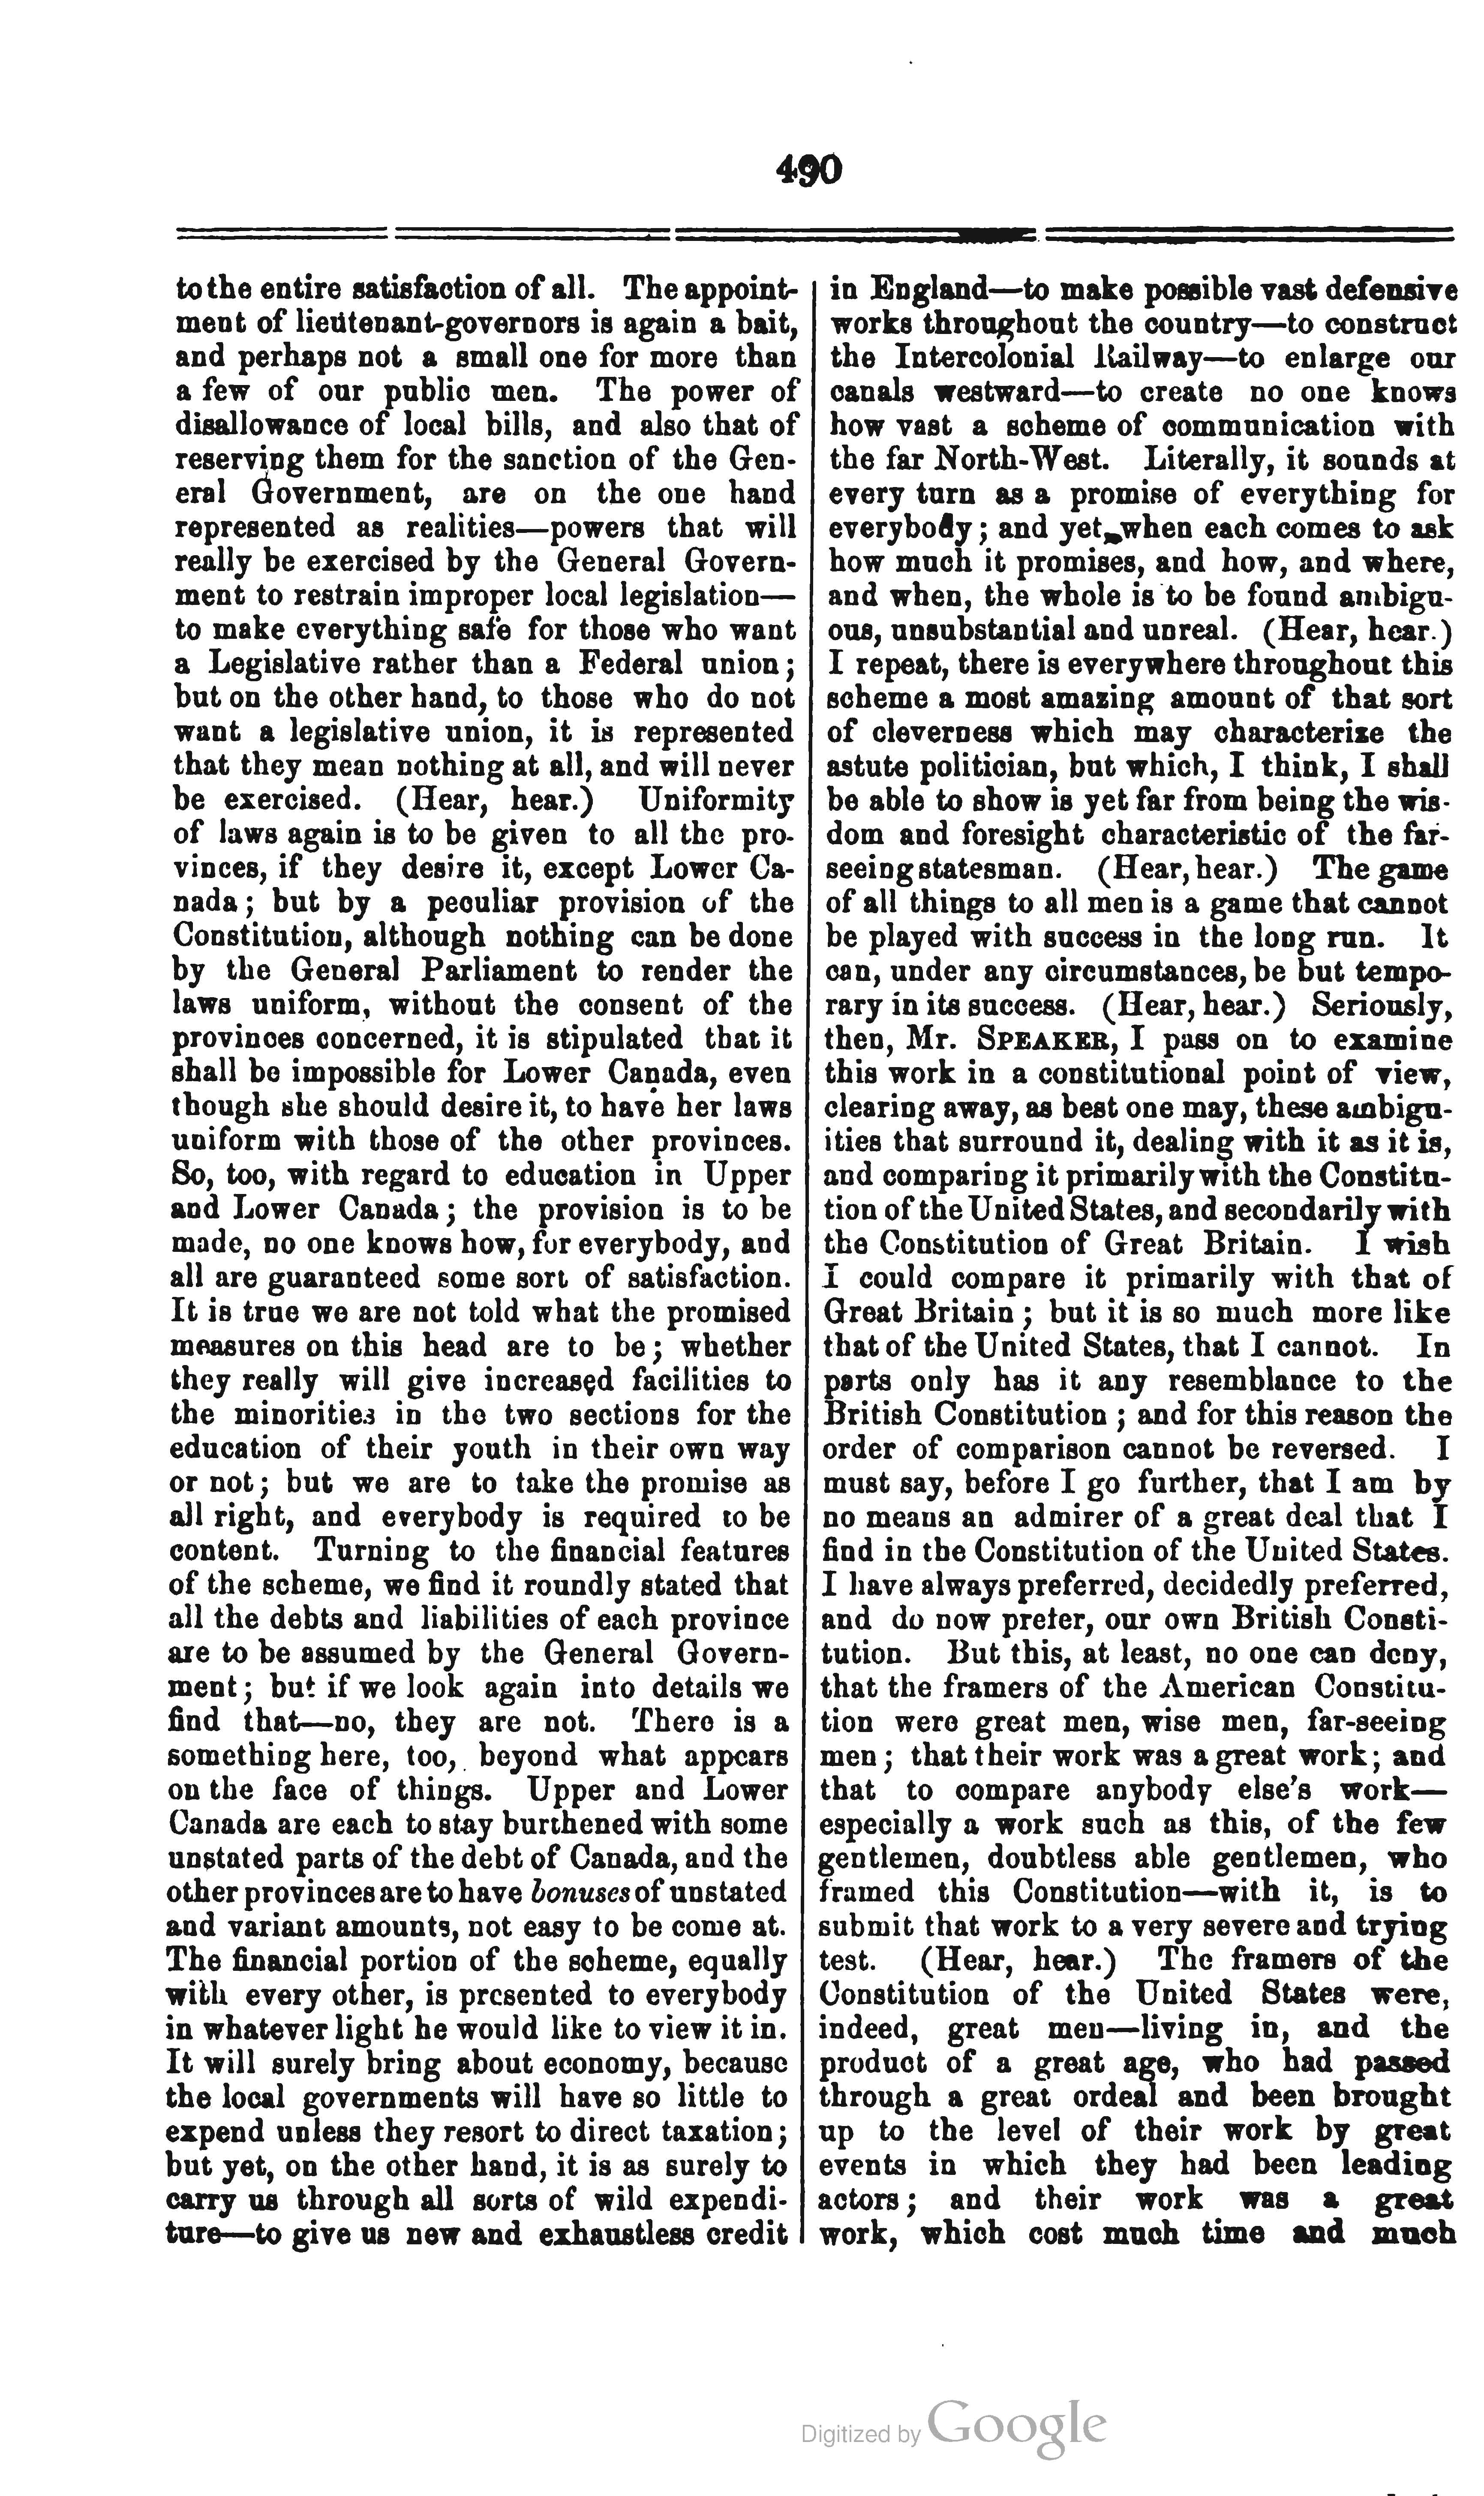 490
to the entire satisfaction of all. The appoint-
ment of lieutenant-governors is again a bait,
and perhaps not a small one for more than
a few of our public men. The power of
disallowance of local bills, and also that of
reserving them for the sanction of the Gen-
eral Government, are on the one hand
represented as realities—powers that will
really be exercised by the General Govern-
ment to restrain improper local legislation—
to make everything safe for those who want
a Legislative rather than a Federal union;
but on the other hand, to those who do not
want a legislative union, it is represented
that they mean nothing at all, and will never
be exercised. (Hear, hear.) Uniformity
of laws again is to be given to all the pro-
vinces, if they desire it, except Lower Ca-
nada; but by a peculiar provision of the
Constitution, although nothing can be done
by the General Parliament to render the
laws uniform, without the consent of the
provinces concerned, it is stipulated that it
shall be impossible for Lower Canada, even
though she should desire it, to have her laws
uniform with those of the other provinces.
So, too, with regard to education in Upper
and Lower Canada; the provision is to be
made, no one knows how, for everybody, and
all are guaranteed some sort of satisfaction.
It is true we are not told what the promised
measures on this head are to be; whether
they really will give increased facilities to
the minorities in the two sections for the
education of their youth in their own way
or not; but we are to take the promise as
all right, and everybody is required to be
content. Turning to the financial features
of the scheme, we find it roundly stated that
all the debts and liabilities of each province
are to be assumed by the General Govern-
ment; but if we look again into details we
find that—no, they are not. There is a
something here, too, beyond what appears
on the face of things. Upper and Lower
Canada are each to stay burthened with some
unstated parts of the debt of Canada, and the
other provinces are to have bonuses of unstated
and variant amounts, not easy to be come at.
The financial portion of the scheme, equally
with every other, is presented to everybody
in whatever light he would like to view it in.
It will surely bring about economy, because
the local governments will have so little to
expend unless they resort to direct taxation;
but yet, on the other hand, it is as surely to
carry us through all sorts of wild expendi-
ture—to give us new and exhaustless credit
in England—to make possible vast defensive
works throughout the country—to construct
the Intercolonial Railway—to enlarge our
canals westward—to create no one knows
how vast a scheme of communication with
the far North-West. Literally, it sounds at
every turn as a promise of everything for
everybody; and yet, when each comes to ask
how much it promises, and how, and where,
and when, the whole is to be found ambigu-
ous, unsubstantial and unreal. (Hear, hear.)
I repeat, there is everywhere throughout this
scheme a most amazing amount of that sort
of cleverness which may characterize the
astute politician, but which, I think, I shall
be able to show is yet far from being the wis-
dom and foresight characteristic of the far-
seeing statesman. (Hear, hear.) The game
of all things to all men is a game that cannot
be played with success in the long run. It
can, under any circumstances, be but tempo-
rary in its success. (Hear, hear.) Seriously,
then, Mr. SPEAKER, I pass on to examine
this work in a constitutional point of view,
clearing away, as best one may, these ambigu-
ities that surround it, dealing with it as it is,
and comparing it primarily with the Constitu-
tion of the United States, and secondarily with
the Constitution of Great Britain. I wish
I could compare it primarily with that of
Great Britain; but it is so much more like
that of the United States, that I cannot. In
parts only has it any resemblance to the
British Constitution; and for this reason the
order of comparison cannot be reversed. I
must say, before I go further, that I am by
no means an admirer of a great deal that I
find in the Constitution of the United States.
I have always preferred, decidedly preferred,
and do now prefer, our own British Consti-
tution. But this, at least, no one can deny,
that the framers of the American Constitu-
tion were great men, wise men, far-seeing
men; that their work was a great work; and
that to compare anybody else's work—
especially a work such as this, of the few
gentlemen, doubtless able gentlemen, who
framed this Constitution—with it, is to
submit that work to a very severe and trying
test. (Hear, hear.) The framers of the
Constitution of the United States were,
indeed, great men—living in, and the
product of a great age, who had passed
through a great ordeal and been brought
up to the level of their work by great
events in which they had been leading
actors; and their work was a great
work, which cost much time and much
Digitized by Google